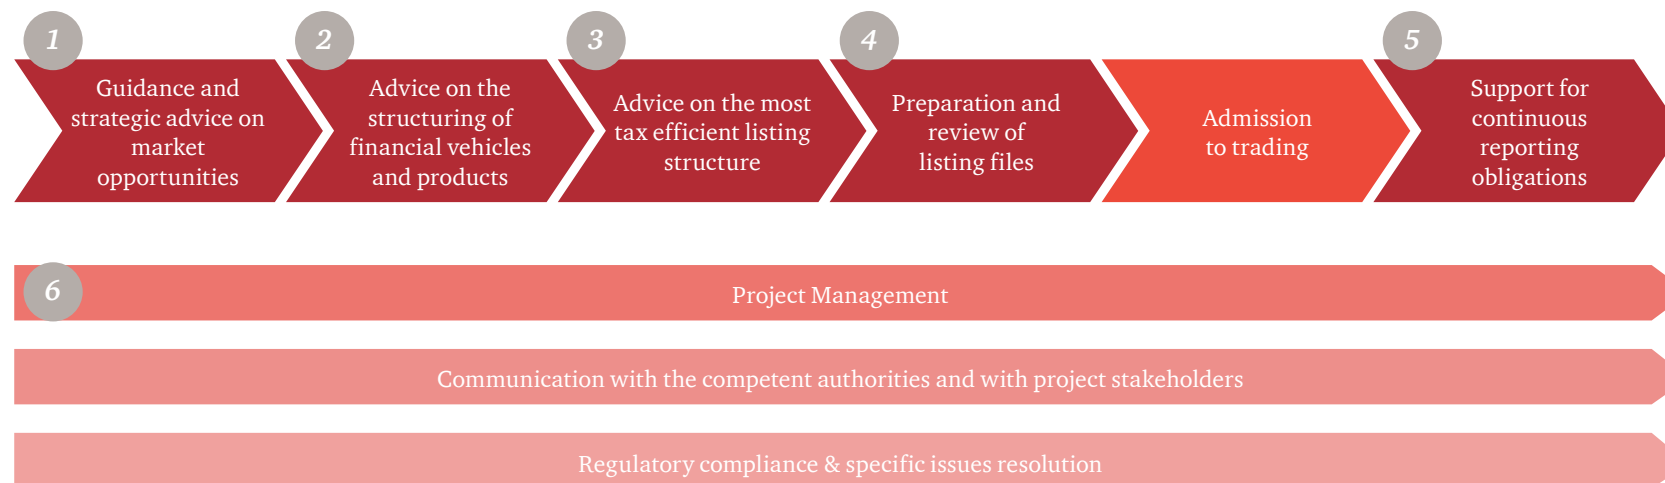 1
Guidance and
strategic advice on
market
opportunities
2
Advice on the
structuring of
financial vehicles
and products
3
Advice on the most
tax efficient listing
structure
4
Preparation and
review of
listing files
Admission
to trading
5
Support for
continuous
reporting
obligations
6
Project Management
Communication with the competent authorities and with project stakeholders
Regulatory compliance & specific issues resolution